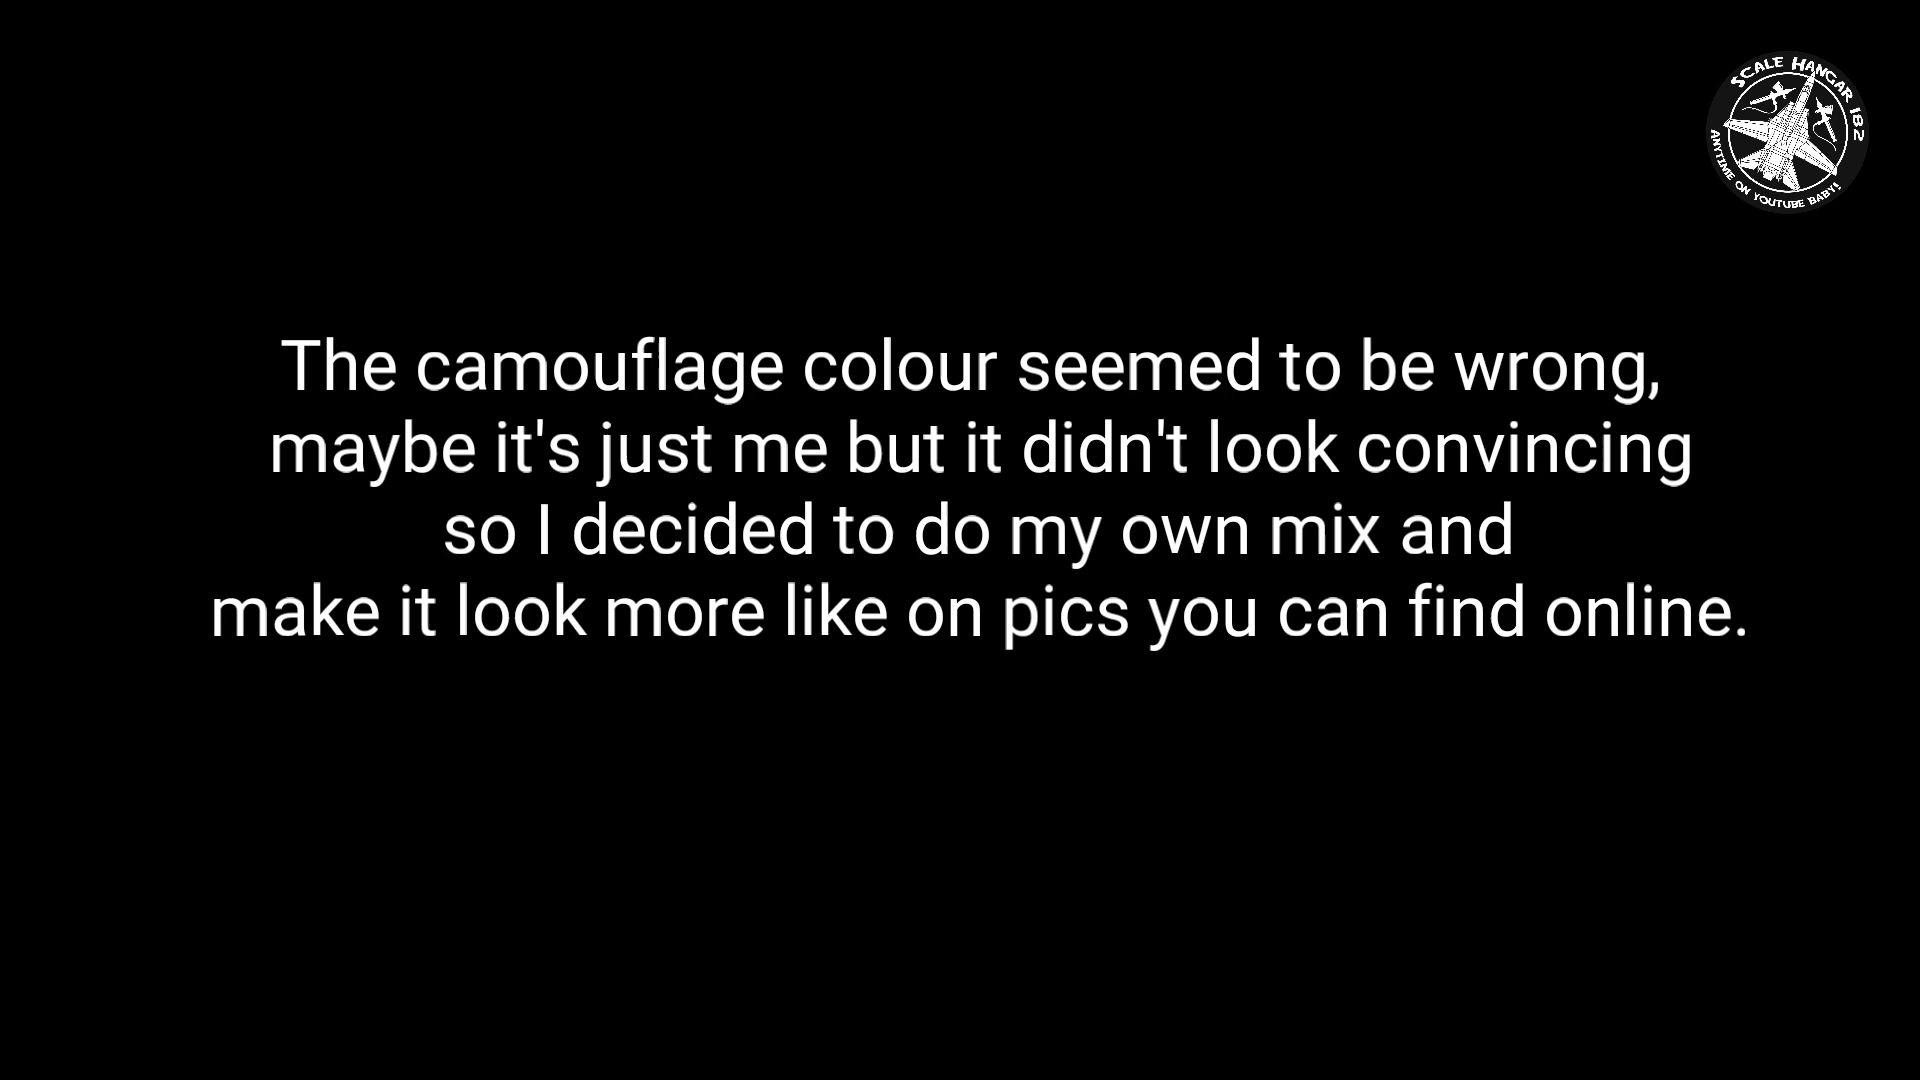 SCALE HANGAR 182
ANYTIME ON YOUTUBE BABY!
The camouflage colour seemed to be wrong,
maybe it's just me but it didn't look convincing
so I decided to do my own mix and
make it look more like on pics you can find online.